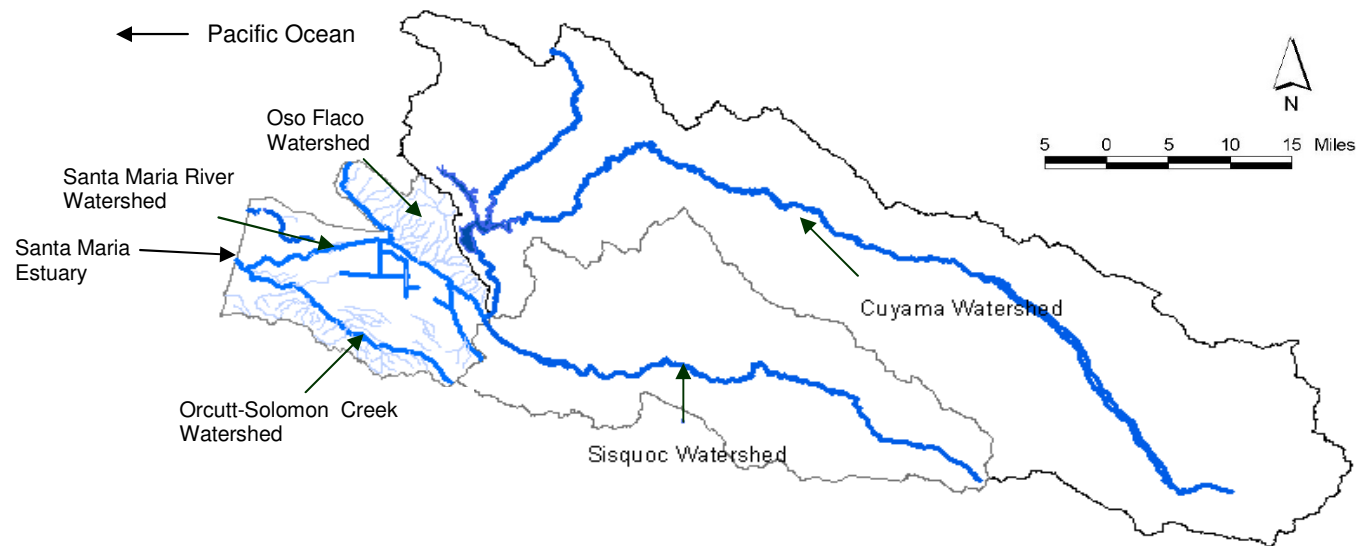 Pacific Ocean
N
5 0 5 10 15 Miles
Oso Flaco
Watershed
Santa Maria River
Watershed
Santa Maria
Estuary
Cuyama Watershed
Orcutt-Solomon Creek
Watershed
Sisquoc Watershed